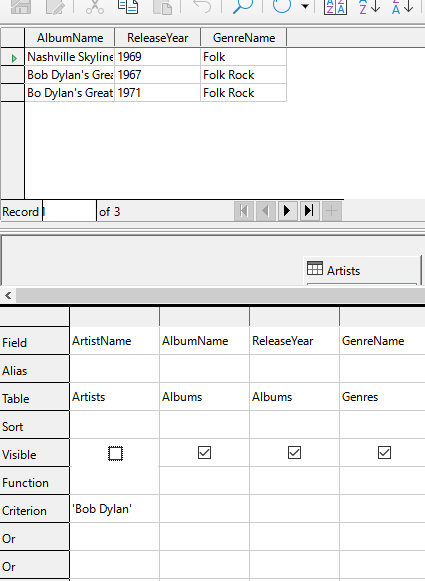 AlbumName ReleaseYear GenreName
Nashville Skyline 1969 Folk
Bob Dylan's Grea 1967 Folk Rock
Bo Dylan's Great 1971 Folk Rock
Record 1 of 3
Artists
Field ArtistName AlbumName ReleaseYear GenreName
Alias
Table Artists Albums Albums Genres
Sort
Visible
Function
Criterion 'Bob Dylan'
Or
Or